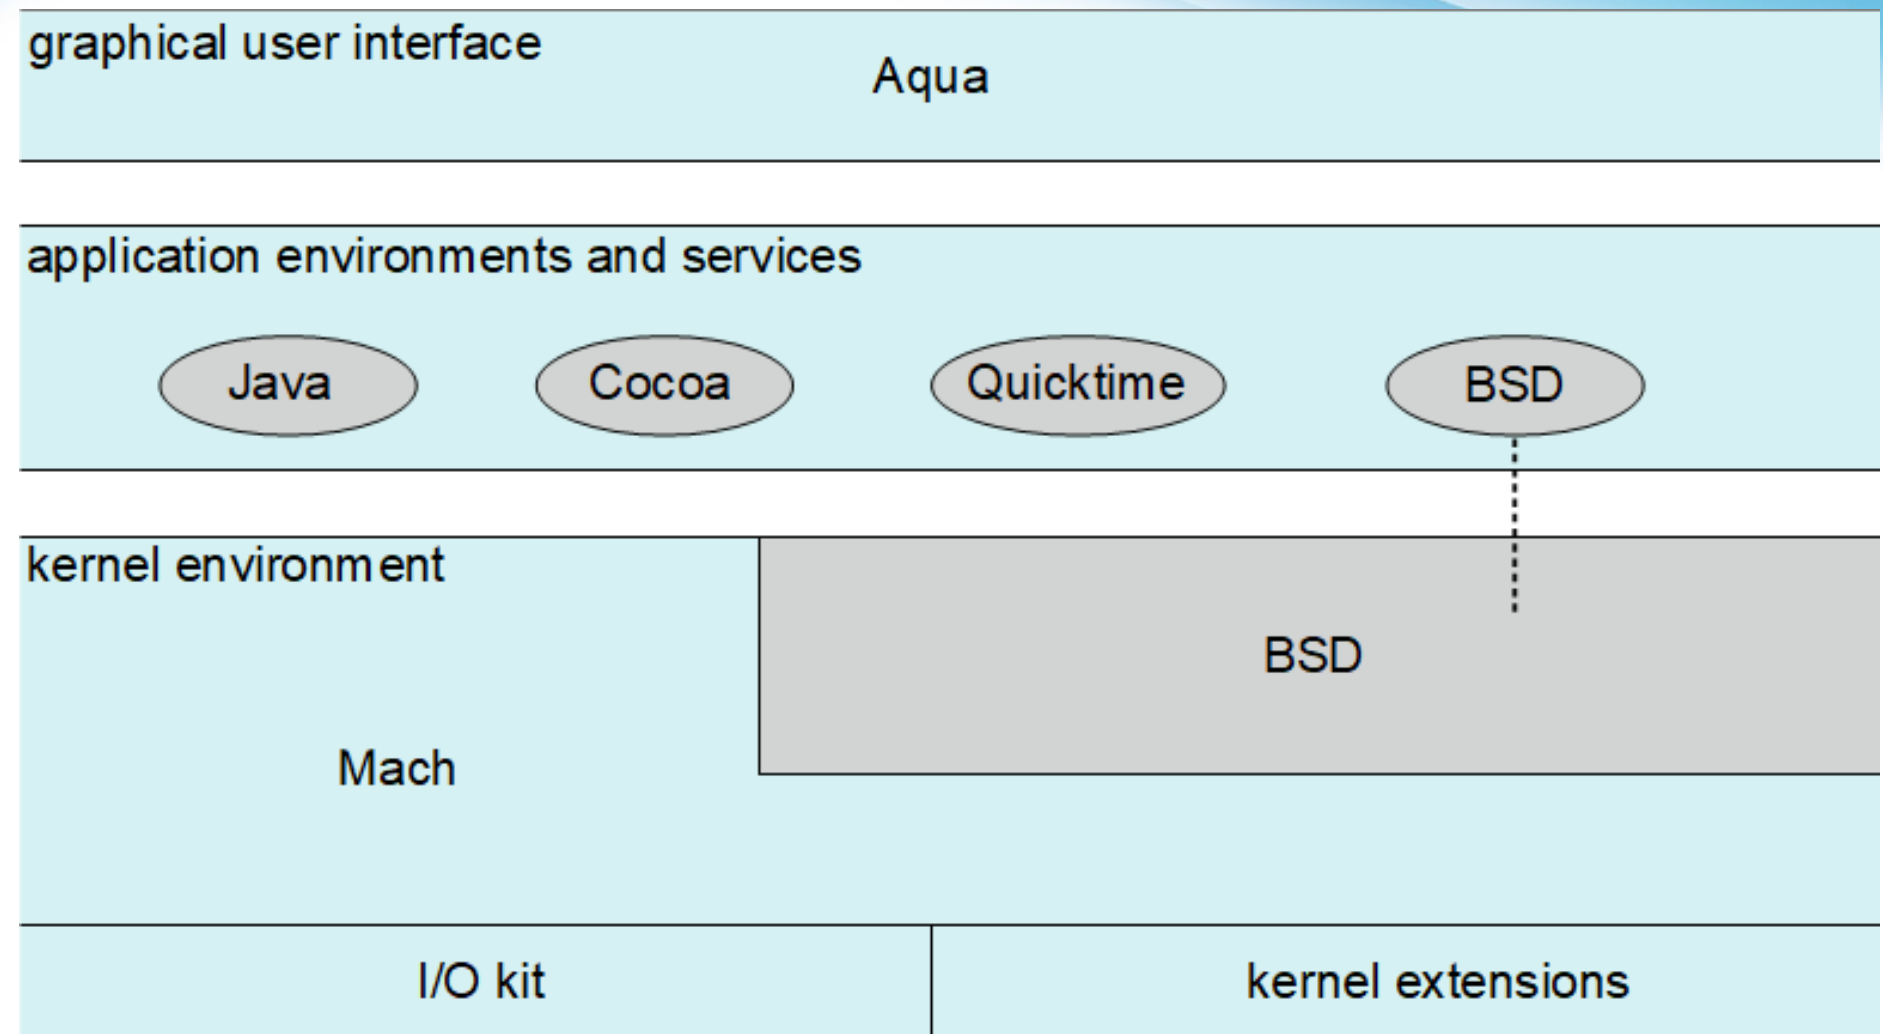 graphical user interface
Aqua
application environments and services
Java
Cocoa
Quicktime
BSD
kernel environment
BSD
Mach
I/O kit
kernel extensions